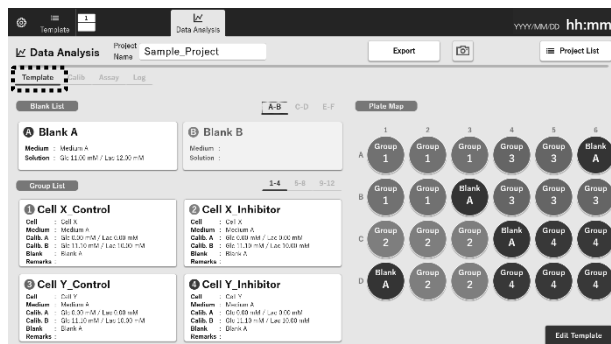 Template
1
Data Analysis
YYYY/MM/DD hh:mm
Data Analysis
Project Name
Sample_Project
Export
Project List
Template Calib Assay Log
Blank List
A-B C-D E-F
A Blank A
Medium : Medium A
Solution : Glc 11.00 mM / Lac 12.00 mM
B Blank B
Medium :
Solution :
Group List
1-4 5-8 9-12
1 Cell X_Control
Cell : Cell X
Medium : Medium A
Calib. A : Glc 0.00 mM / Lac 0.00 mM
Calib. B : Glc 11.10 mM / Lac 10.00 mM
Blank : Blank A
Remarks :
2 Cell X_Inhibitor
Cell : Cell X
Medium : Medium A
Calib. A : Glc 0.00 mM / Lac 0.00 mM
Calib. B : Glc 11.10 mM / Lac 10.00 mM
Blank : Blank A
Remarks :
3 Cell Y_Control
Cell : Cell Y
Medium : Medium A
Calib. A : Glc 0.00 mM / Lac 0.00 mM
Calib. B : Glc 11.10 mM / Lac 10.00 mM
Blank : Blank A
Remarks :
4 Cell Y_Inhibitor
Cell : Cell Y
Medium : Medium A
Calib. A : Glc 0.00 mM / Lac 0.00 mM
Calib. B : Glc 11.10 mM / Lac 10.00 mM
Blank : Blank A
Remarks :
Plate Map
1 2 3 4 5 6
A Group 1 Group 1 Group 1 Group 3 Group 3 Blank A
B Group 1 Group 1 Blank A Group 3 Group 3 Group 3
C Group 2 Group 2 Group 2 Blank A Group 4 Group 4
D Blank A Group 2 Group 2 Group 4 Group 4 Group 4
Edit Template